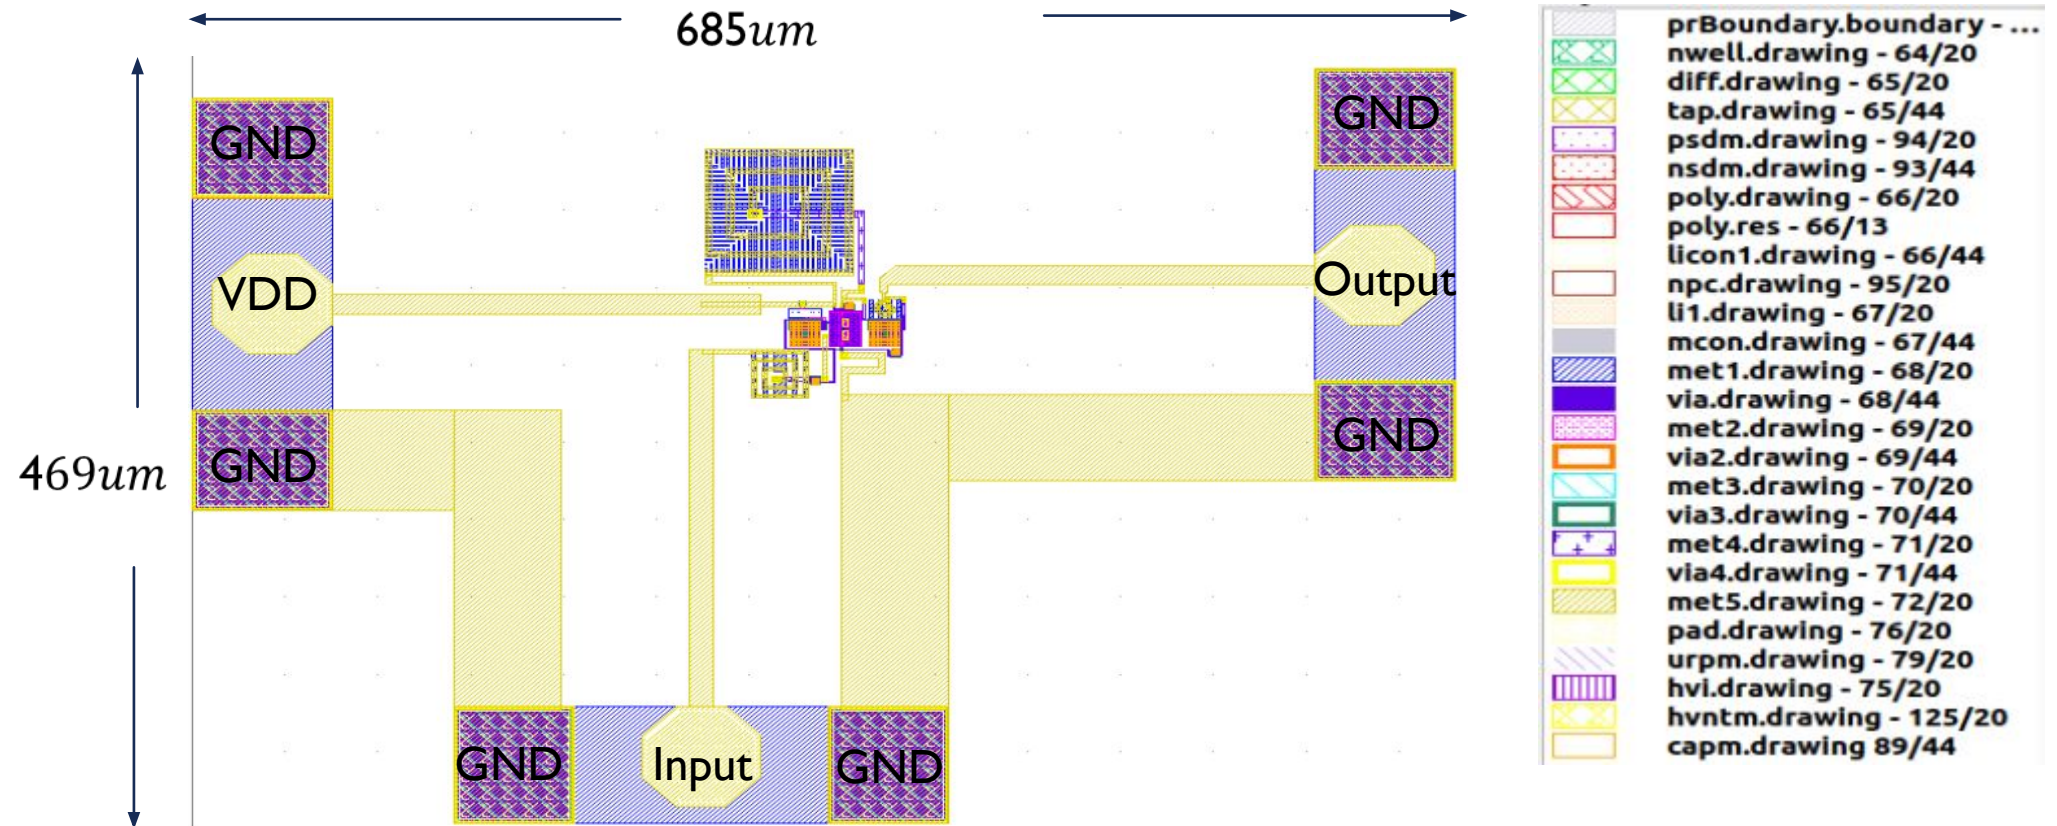 685um
469um
GND
GND
VDD
Output
GND
GND
GND
Input
GND
prBoundary.boundary - ...
nwell.drawing - 64/20
diff.drawing - 65/20
tap.drawing - 65/44
psdm.drawing - 94/20
nsdm.drawing - 93/44
poly.drawing - 66/20
poly.res - 66/13
licon1.drawing - 66/44
npc.drawing - 95/20
li1.drawing - 67/20
mcon.drawing - 67/44
met1.drawing - 68/20
via.drawing - 68/44
met2.drawing - 69/20
via2.drawing - 69/44
met3.drawing - 70/20
via3.drawing - 70/44
met4.drawing - 71/20
via4.drawing - 71/44
met5.drawing - 72/20
pad.drawing - 76/20
urpm.drawing - 79/20
hvi.drawing - 75/20
hvntm.drawing - 125/20
capm.drawing 89/44